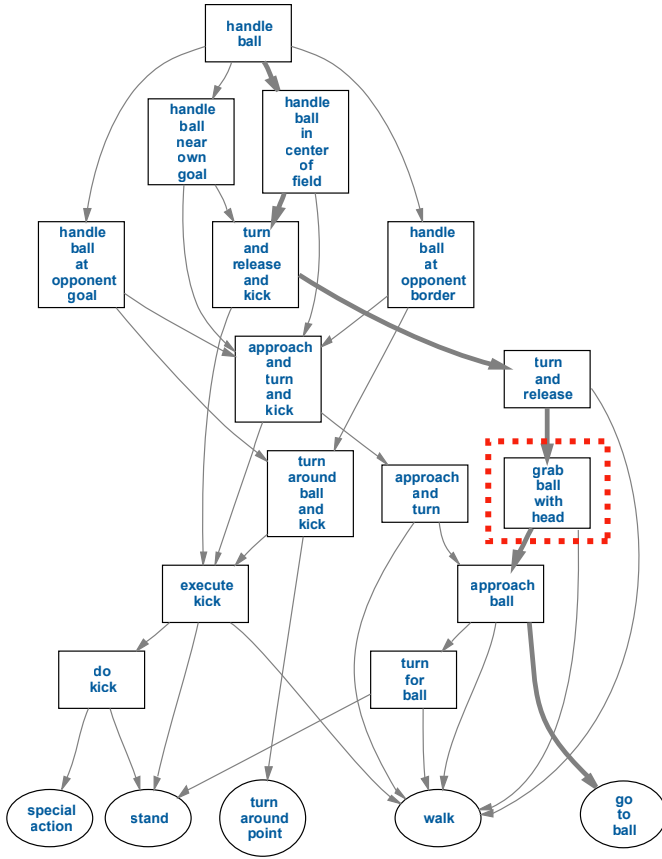 handle
ball
handle
ball
near
own
goal
handle
ball
in
center
of
field
handle
ball
at
opponent
goal
turn
and
release
and
kick
handle
ball
at
opponent
border
approach
and
turn
and
kick
turn
and
release
turn
around
ball
and
kick
approach
and
turn
grab
ball
with
head
execute
kick
approach
ball
do
kick
turn
for
ball
special
action
stand
turn
around
point
walk
go
to
ball